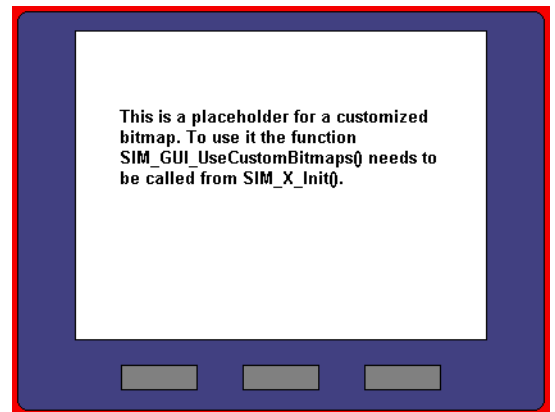 This is a placeholder for a customized
bitmap. To use it the function
SIM_GUI_UseCustomBitmaps() needs to
be called from SIM_X_Init().